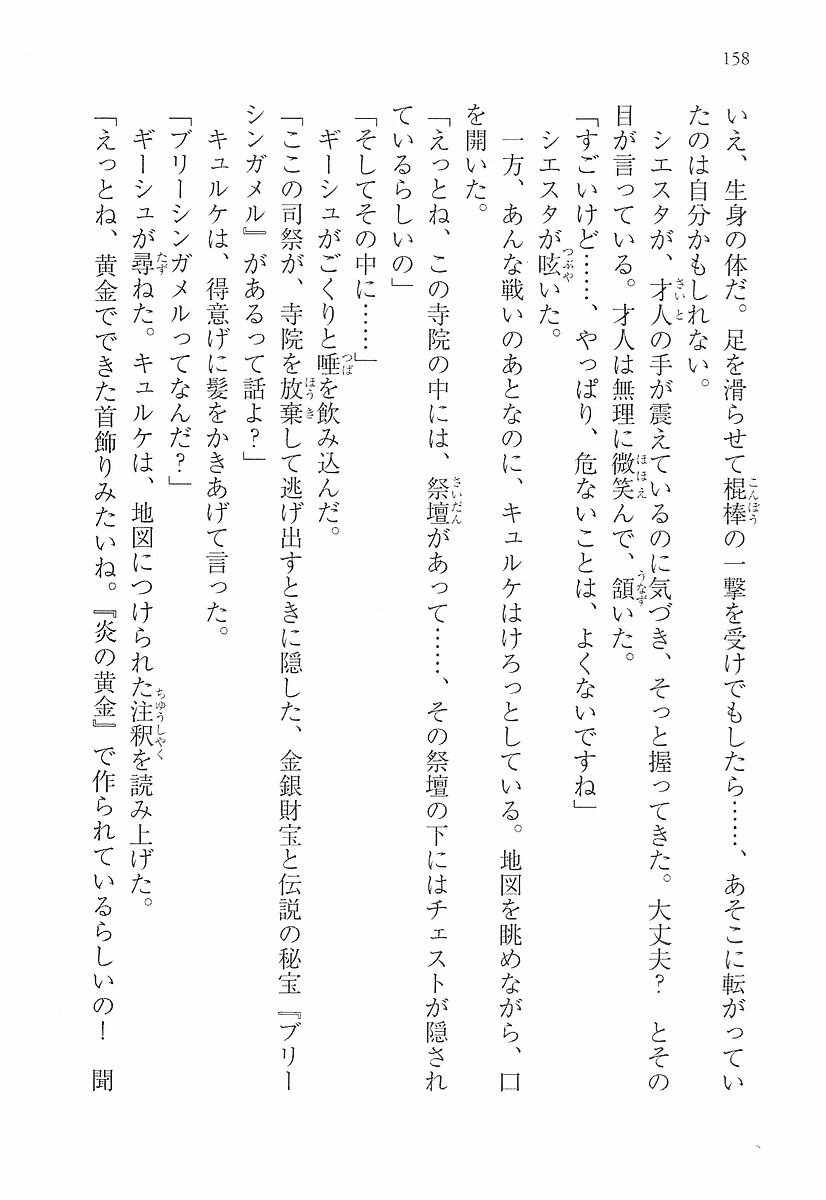 158
いえ、生身の体だ。足を滑らせて棍棒の一撃を受けでもしたら……、あそこに転がってい
たのは自分かもしれない。
シエスタが、才人の手が震えているのに気づき、そっと握ってきた。大丈夫？　とその
目が言っている。才人は無理に微笑んで、頷いた。
「すごいけど……、やっぱり、危ないことは、よくないですね」
シエスタが呟いた。
一方、あんな戦いのあとなのに、キュルケはけろっとしている。地図を眺めながら、口
を開いた。
「えっとね、この寺院の中には、祭壇があって……、その祭壇の下にはチェストが隠され
ているらしいの」
「そしてその中に……」
ギーシュがごくりと唾を飲み込んだ。
「ここの司祭が、寺院を放棄して逃げ出すときに隠した、金銀財宝と伝説の秘宝『ブリー
シンガメル』があるって話よ？」
キュルケは、得意げに髪をかきあげて言った。
「ブリーシンガメルってなんだ？」
ギーシュが尋ねた。キュルケは、地図につけられた注釈を読み上げた。
「えっとね、黄金でできた首飾りみたいね。『炎の黄金』で作られているらしいの！　聞